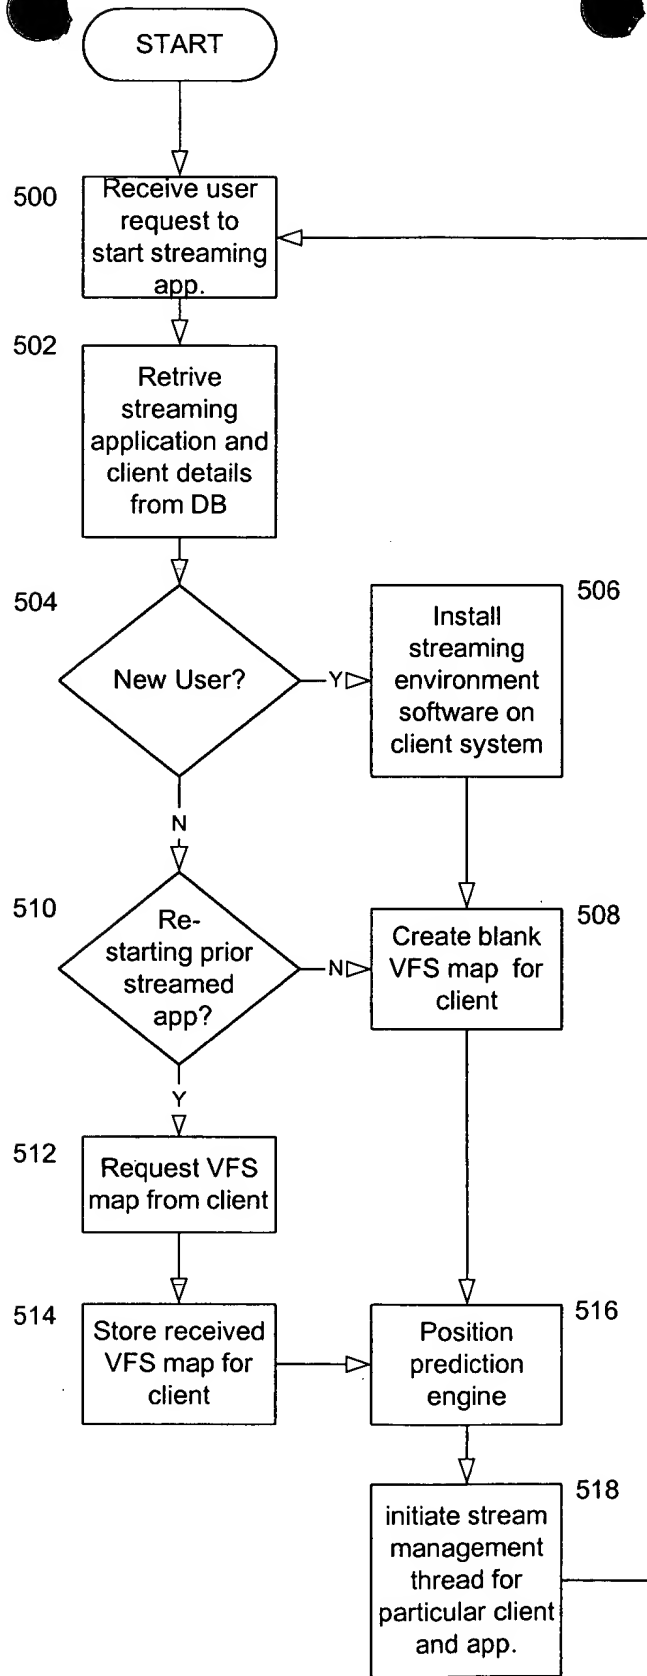 START
500
Receive user
request to
start streaming
app.
502
Retrive
streaming
application and
client details
from DB
504
New User?
Y
506
Install
streaming
environment
software on
client system
N
510
Re-
starting prior
streamed
app?
N
508
Create blank
VFS map for
client
Y
512
Request VFS
map from client
514
Store received
VFS map for
client
516
Position
prediction
engine
518
initiate stream
management
thread for
particular client
and app.